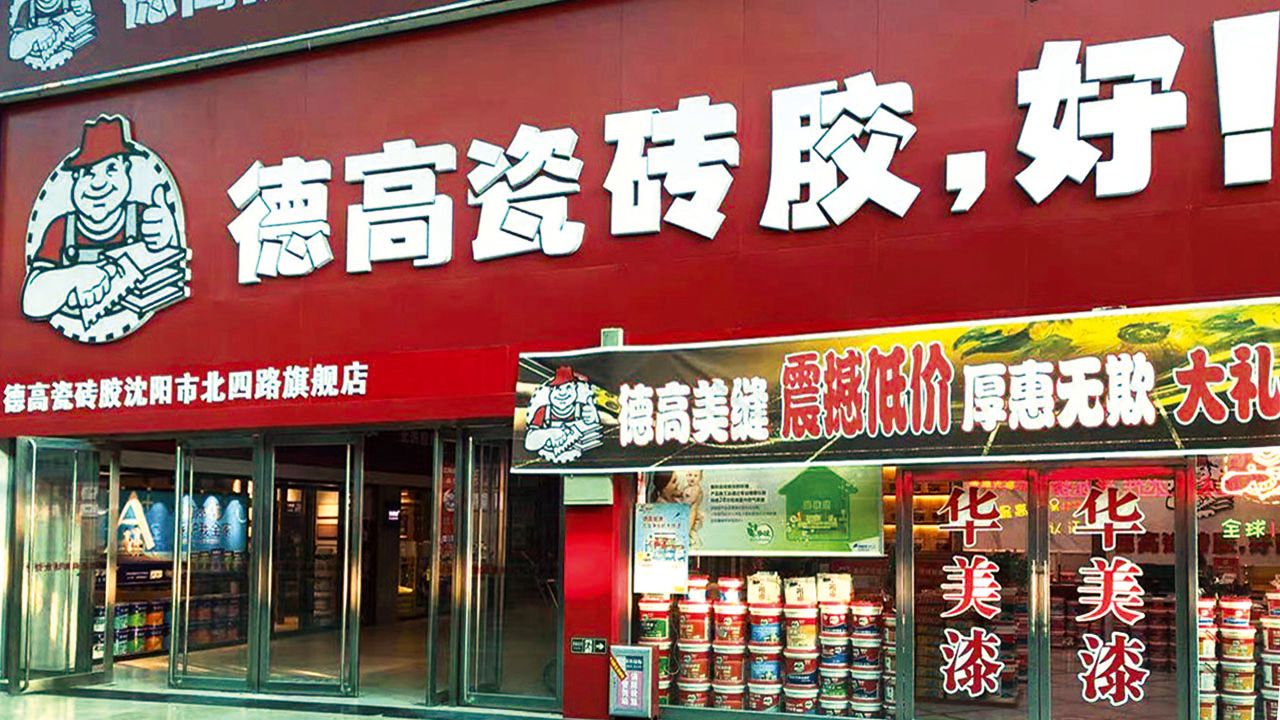 德高瓷砖胶,好!
德高瓷砖胶沈阳市北四路旗舰店
德高美缝 震撼低价 厚惠无欺 大礼
华美漆
华美漆
全球